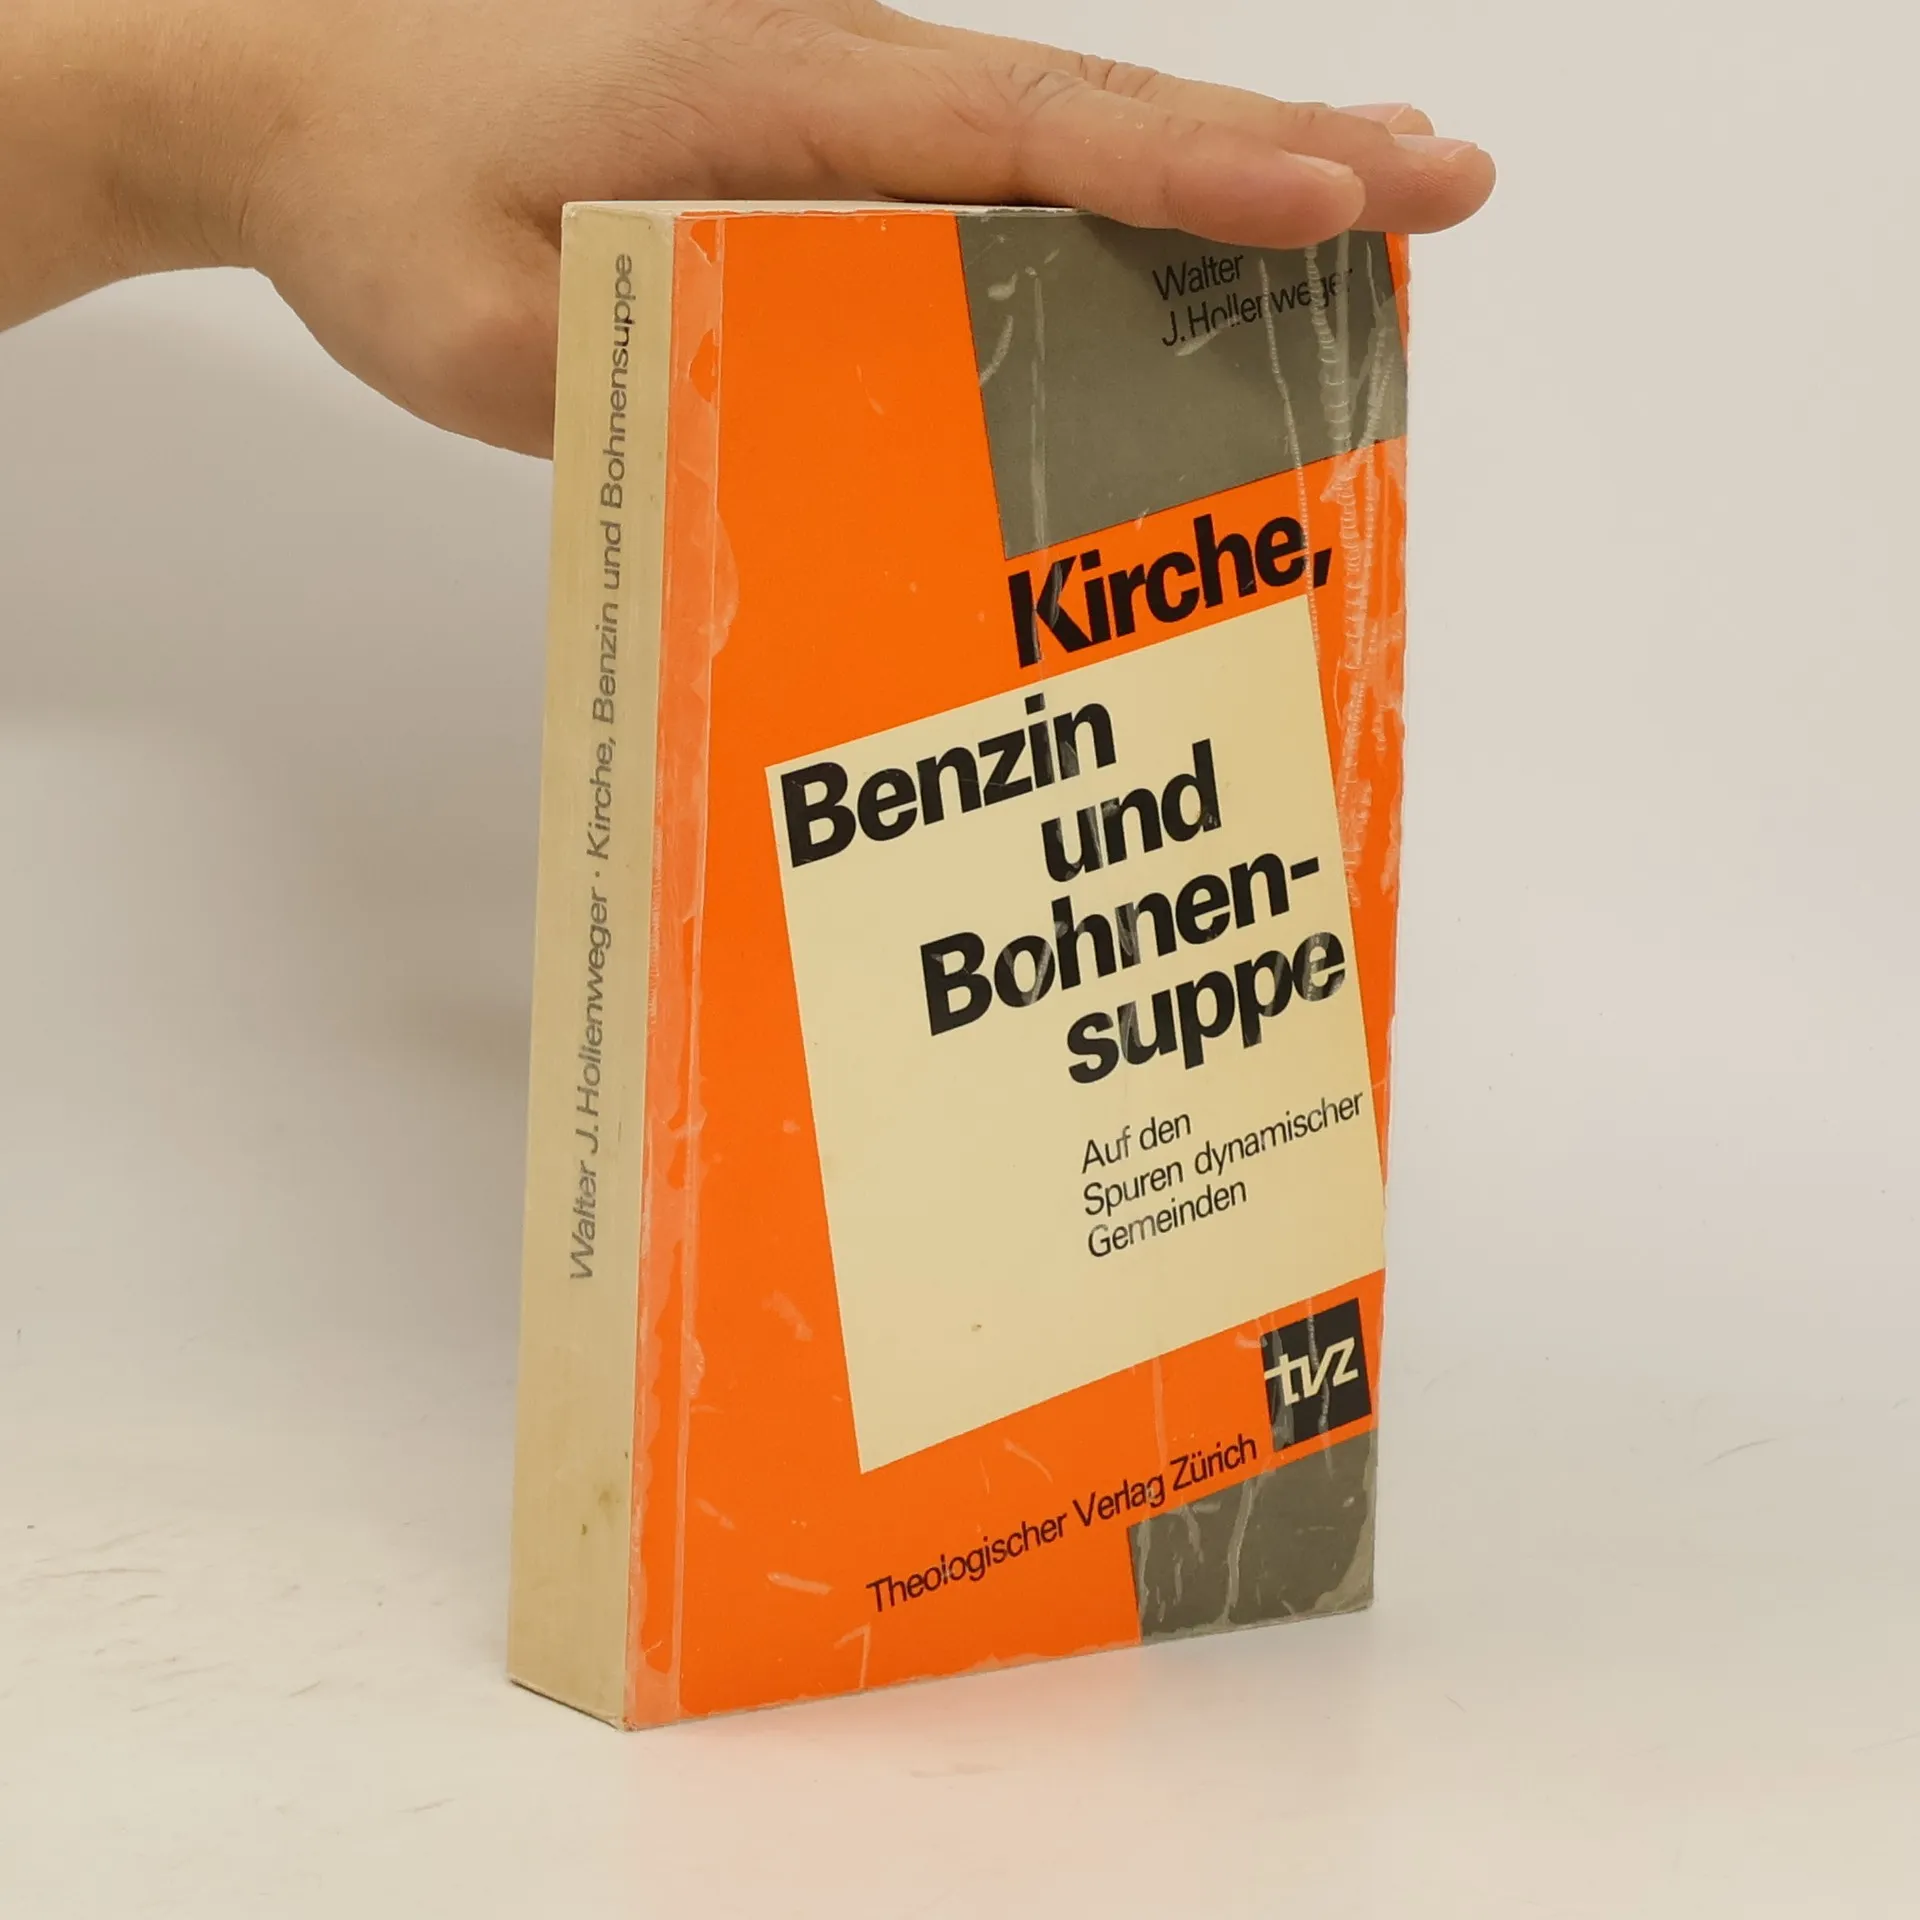 Walter J. Hollenweger · Kirche, Benzin und Bohnensuppe
Walter
J. Hollenweger
Kirche,
Benzin
und
Bohnen-
suppe
Auf den
Spuren dynamischer
Gemeinden
tvz
Theologischer Verlag Zürich